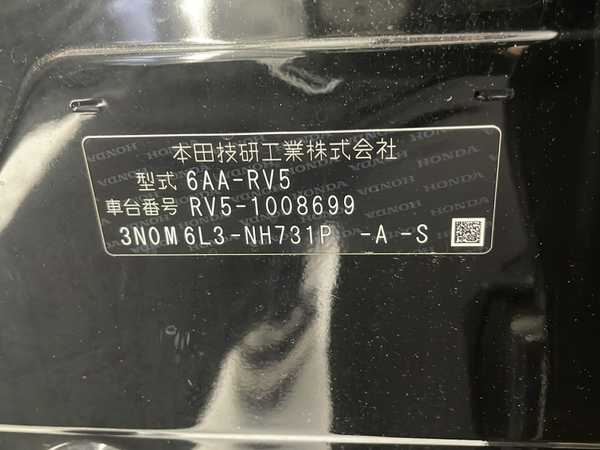 本田技研工業株式会社
型式 6AA-RV5
車台番号 RV5-1008699
3N0M6L3-NH731P -A -S